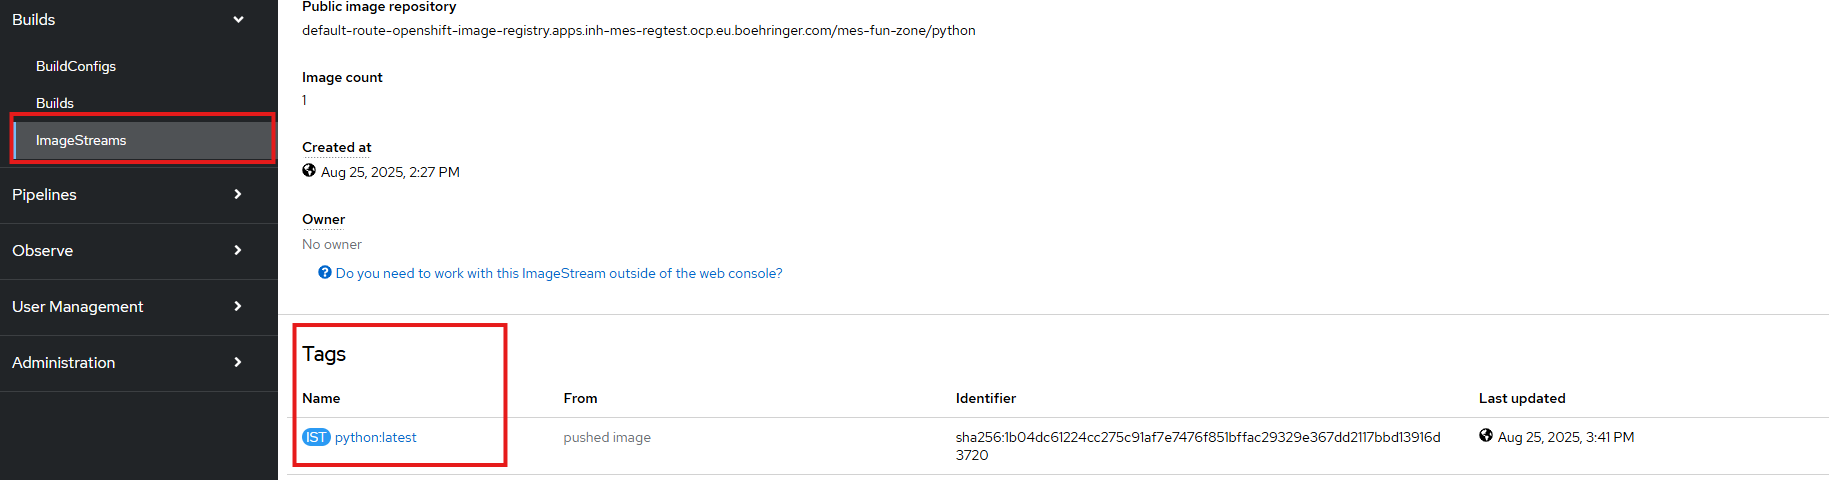 Builds
BuildConfigs
Builds
ImageStreams
Pipelines
Observe
User Management
Administration
Public image repository
default-route-openshift-image-registry.apps.inh-mes-regtest.ocp.eu.boehringer.com/mes-fun-zone/python
Image count
1
Created at
Aug 25, 2025, 2:27 PM
Owner
No owner
Do you need to work with this ImageStream outside of the web console?
Tags
Name From Identifier Last updated
IST python:latest pushed image sha256:1b04dc61224cc275c91af7e7476f851bffac29329e367dd2117bbd13916d Aug 25, 2025, 3:41 PM
3720